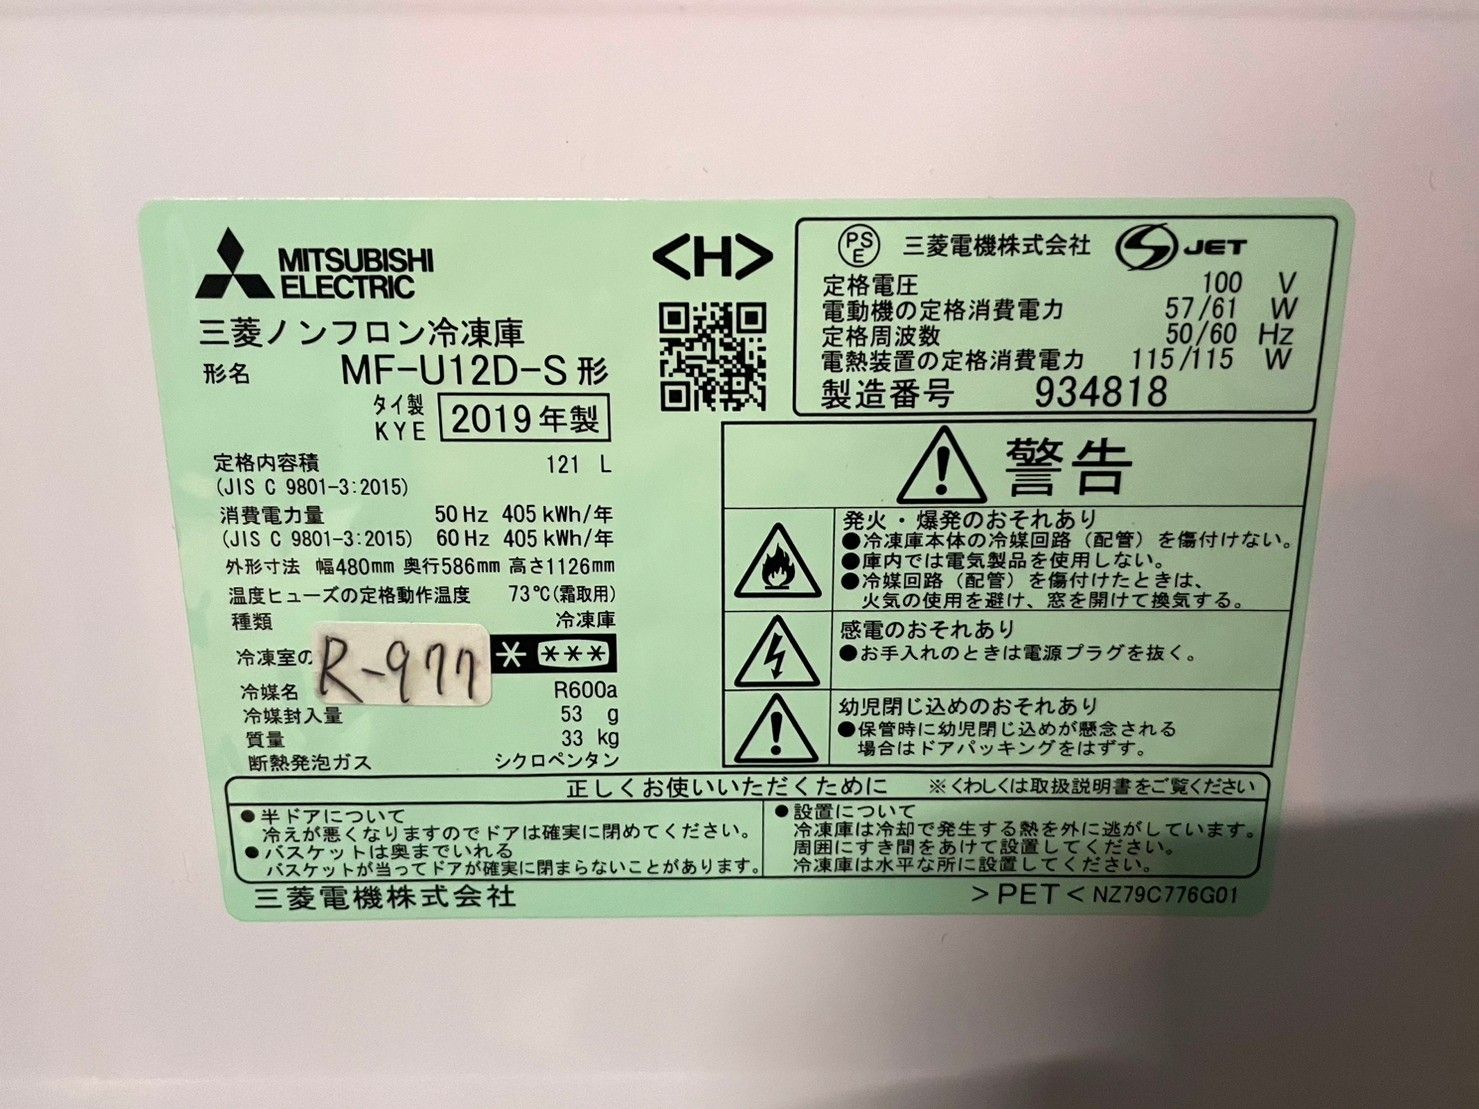 MITSUBISHI
ELECTRIC
三菱ノンフロン冷凍庫
形名 MF-U12D-S形
タイ製
KYE 2019年製
定格内容積 121 L
(JIS C 9801-3:2015)
消費電力量 50Hz 405kWh/年
(JIS C 9801-3:2015) 60Hz 405kWh/年
外形寸法 幅480mm 奥行586mm 高さ1126mm
温度ヒューズの定格動作温度 73℃(霜取用)
種類 冷凍庫
冷凍室の
R-977
冷媒名 R600a
冷媒封入量 53 g
質量 33 kg
断熱発泡ガス シクロペンタン
<H>
PSE 三菱電機株式会社 S JET
定格電圧 100 V
電動機の定格消費電力 57/61 W
定格周波数 50/60 Hz
電熱装置の定格消費電力 115/115 W
製造番号 934818
警告
発火・爆発のおそれあり
●冷凍庫本体の冷媒回路（配管）を傷付けない。
●庫内では電気製品を使用しない。
●冷媒回路（配管）を傷付けたときは、
火気の使用を避け、窓を開けて換気する。
感電のおそれあり
●お手入れのときは電源プラグを抜く。
幼児閉じ込めのおそれあり
●保管時に幼児閉じ込めが懸念される
場合はドアパッキングをはずす。
正しくお使いいただくために ※くわしくは取扱説明書をご覧ください
●半ドアについて
冷えが悪くなりますのでドアは確実に閉めてください。
●バスケットは奥までいれる
バスケットが当ってドアが確実に閉まらないことがあります。
●設置について
冷凍庫は冷却で発生する熱を外に逃がしています。
周囲にすき間をあけて設置してください。
冷凍庫は水平な所に設置してください。
三菱電機株式会社 >PET< NZ79C776G01